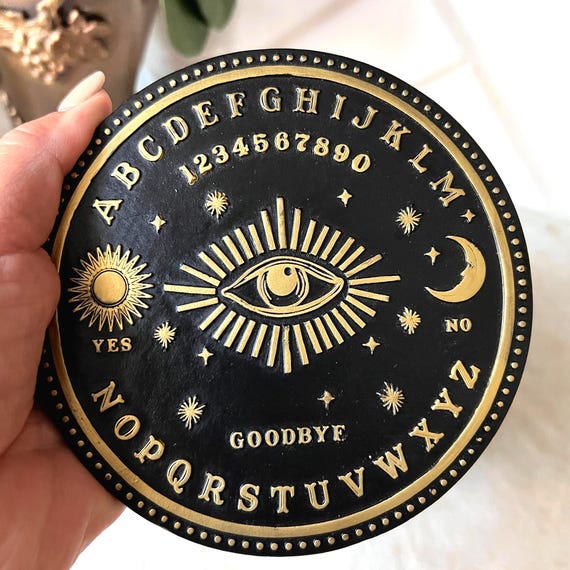 ABCDEFGHIJKLM
1234567890
YES
NO
GOODBYE
NOPQRSTUVWXYZ